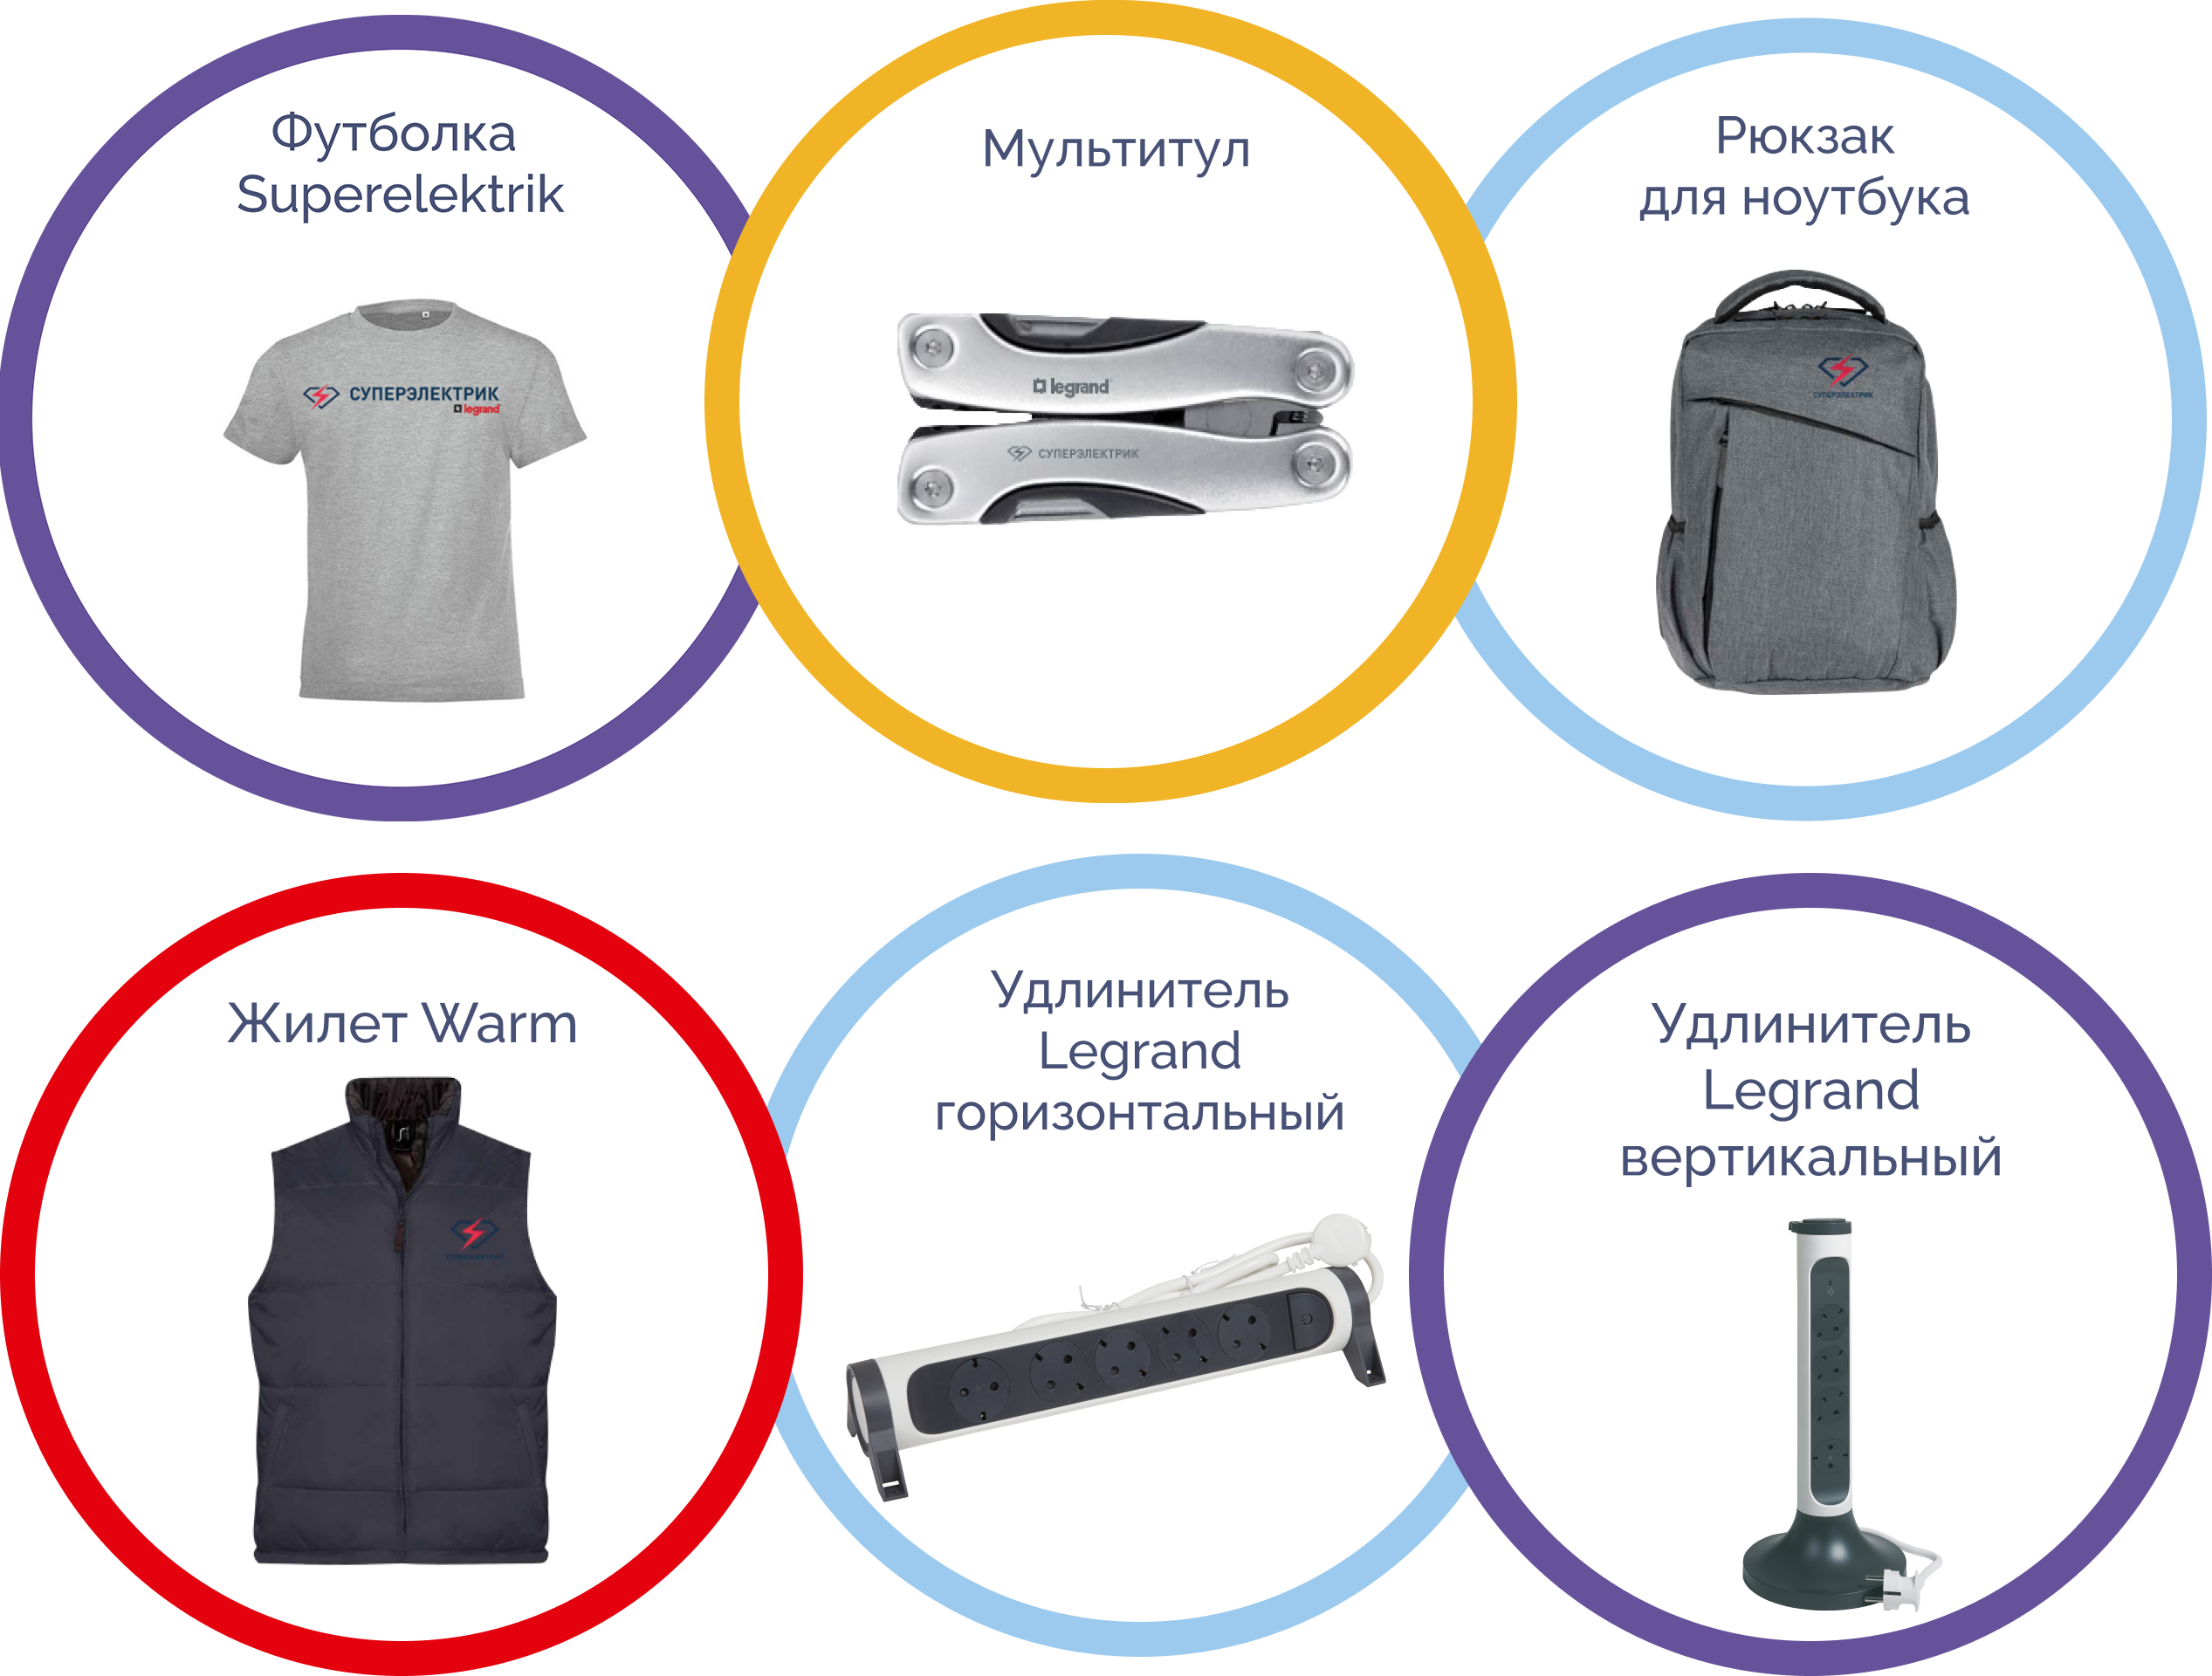 Футболка
Superelektrik
СУПЕРЭЛЕКТРИК
legrand
Мультитул
legrand
СУПЕРЭЛЕКТРИК
Рюкзак
для ноутбука
СУПЕРЭЛЕКТРИК
Жилет Warm
СУПЕРЭЛЕКТРИК
Удлинитель
Legrand
горизонтальный
Удлинитель
Legrand
вертикальный